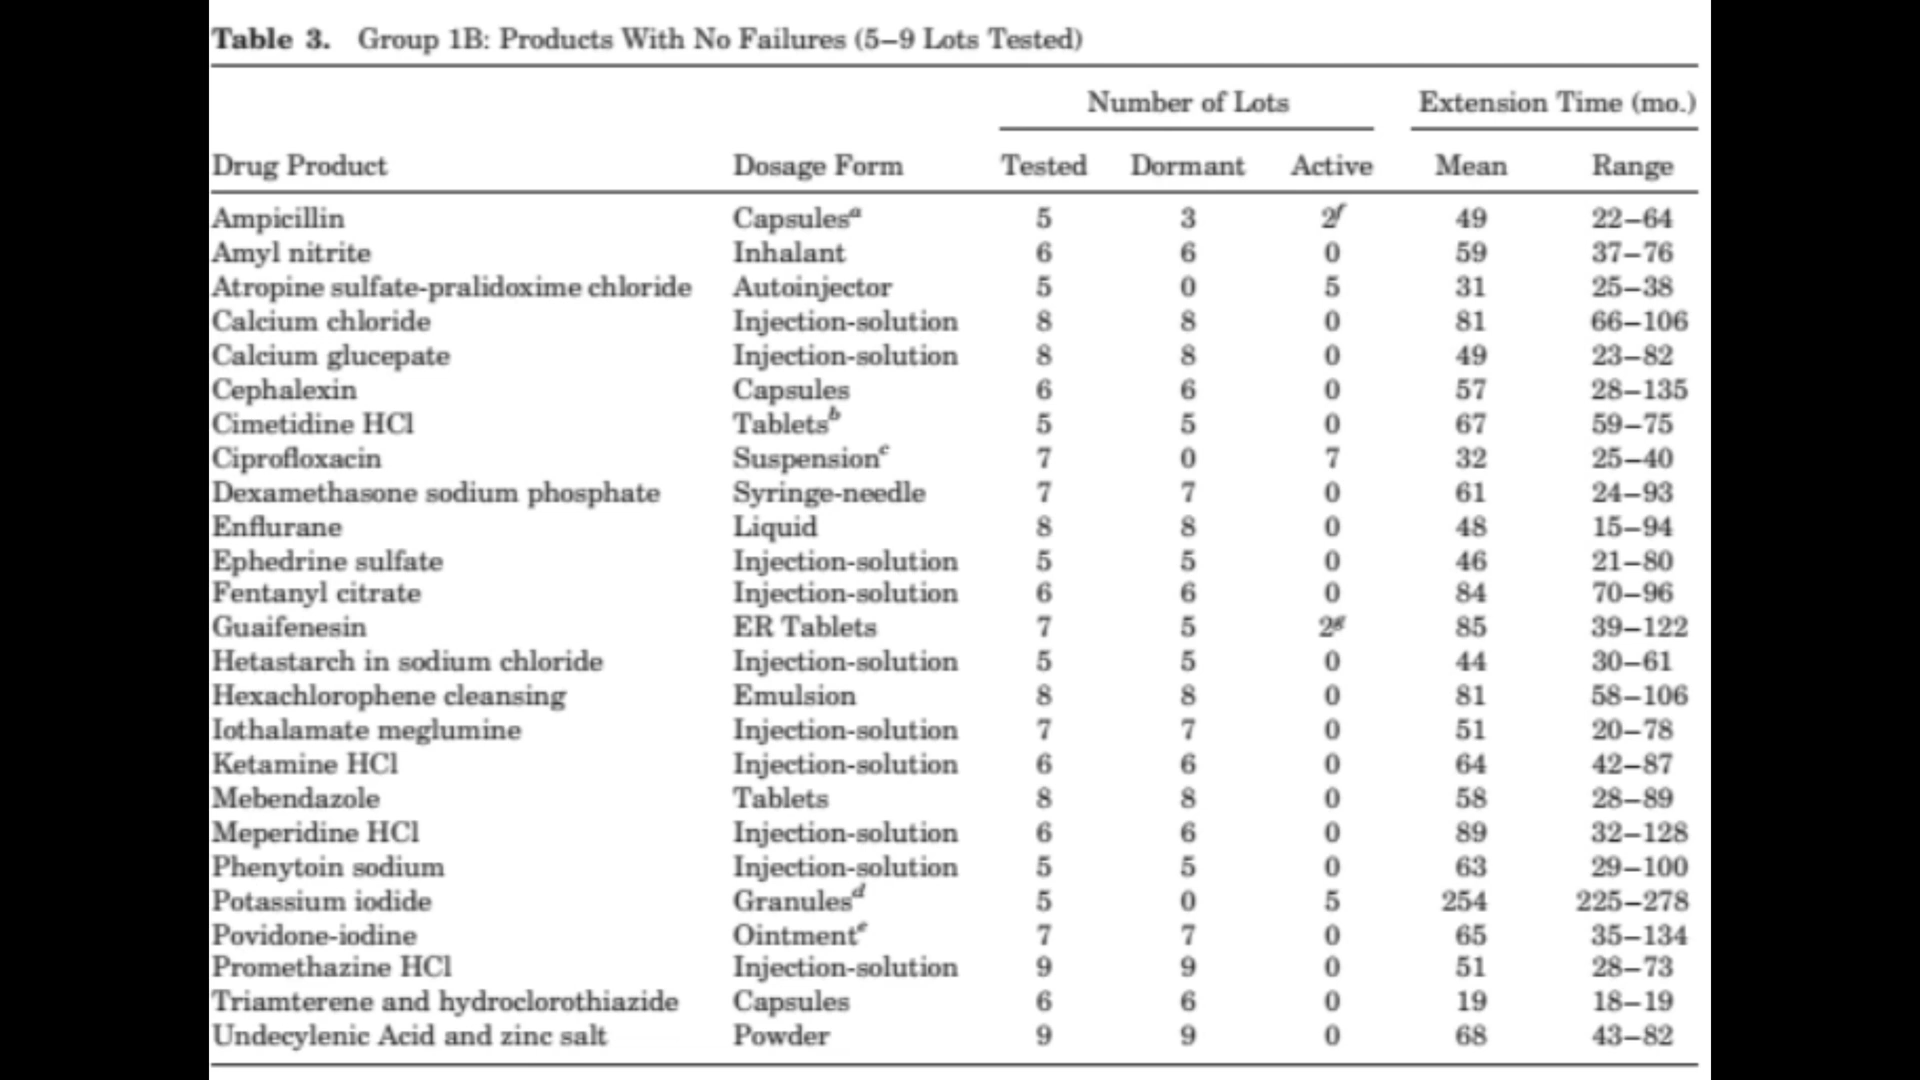 Table 3. Group 1B: Products With No Failures (5–9 Lots Tested)
Number of Lots Extension Time (mo.)
Drug Product Dosage Form Tested Dormant Active Mean Range
Ampicillin Capsulesᵃ 5 3 2ᶠ 49 22–64
Amyl nitrite Inhalant 6 6 0 59 37–76
Atropine sulfate-pralidoxime chloride Autoinjector 5 0 5 31 25–38
Calcium chloride Injection-solution 8 8 0 81 66–106
Calcium glucepate Injection-solution 8 8 0 49 23–82
Cephalexin Capsules 6 6 0 57 28–135
Cimetidine HCl Tabletsᵇ 5 5 0 67 59–75
Ciprofloxacin Suspensionᶜ 7 0 7 32 25–40
Dexamethasone sodium phosphate Syringe-needle 7 7 0 61 24–93
Enflurane Liquid 8 8 0 48 15–94
Ephedrine sulfate Injection-solution 5 5 0 46 21–80
Fentanyl citrate Injection-solution 6 6 0 84 70–96
Guaifenesin ER Tablets 7 5 2ᵍ 85 39–122
Hetastarch in sodium chloride Injection-solution 5 5 0 44 30–61
Hexachlorophene cleansing Emulsion 8 8 0 81 58–106
Iothalamate meglumine Injection-solution 7 7 0 51 20–78
Ketamine HCl Injection-solution 6 6 0 64 42–87
Mebendazole Tablets 8 8 0 58 28–89
Meperidine HCl Injection-solution 6 6 0 89 32–128
Phenytoin sodium Injection-solution 5 5 0 63 29–100
Potassium iodide Granulesᵈ 5 0 5 254 225–278
Povidone-iodine Ointmentᵉ 7 7 0 65 35–134
Promethazine HCl Injection-solution 9 9 0 51 28–73
Triamterene and hydroclorothiazide Capsules 6 6 0 19 18–19
Undecylenic Acid and zinc salt Powder 9 9 0 68 43–82